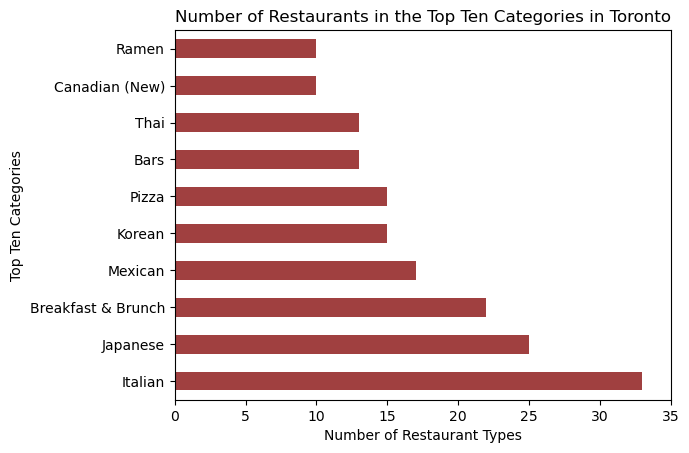 Number of Restaurants in the Top Ten Categories in Toronto
Top Ten Categories
Ramen
Canadian (New)
Thai
Bars
Pizza
Korean
Mexican
Breakfast & Brunch
Japanese
Italian
0 5 10 15 20 25 30 35
Number of Restaurant Types